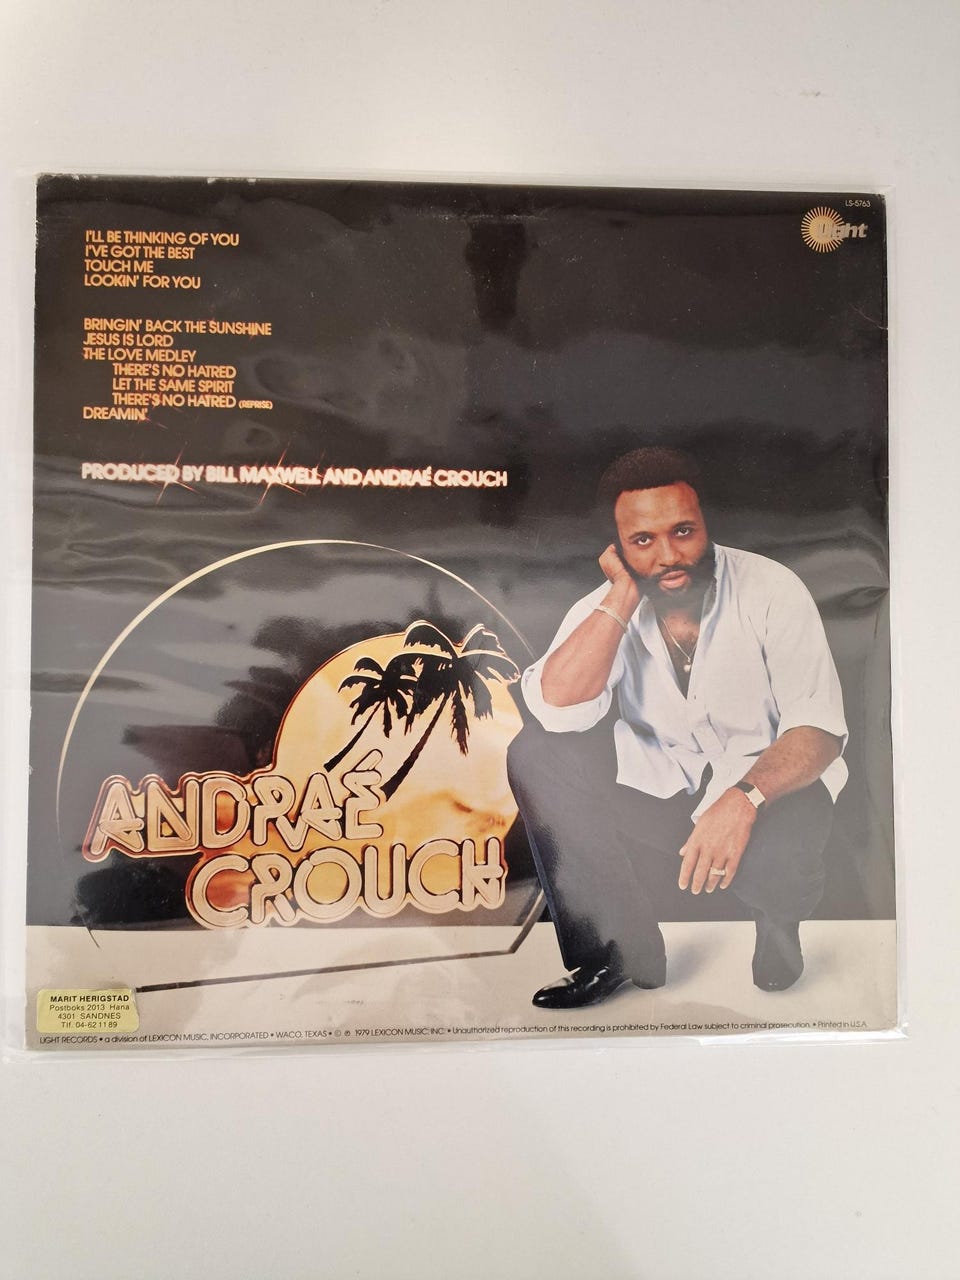 LS-5763
Light
I'LL BE THINKING OF YOU
I'VE GOT THE BEST
TOUCH ME
LOOKIN' FOR YOU
BRINGIN' BACK THE SUNSHINE
JESUS IS LORD
THE LOVE MEDLEY
THERE'S NO HATRED
LET THE SAME SPIRIT
THERE'S NO HATRED (REPRISE)
DREAMIN'
PRODUCED BY BILL MAXWELL AND ANDRAÉ CROUCH
ANDRAÉ
CROUCH
MARIT HERIGSTAD
Postboks 2013 Hana
4301 SANDNES
Tlf. 04-62 11 89
LIGHT RECORDS • a division of LEXICON MUSIC, INCORPORATED • WACO, TEXAS • © ℗ 1979 LEXICON MUSIC, INC. • Unauthorized reproduction of this recording is prohibited by Federal Law subject to criminal prosecution. • Printed in U.S.A.